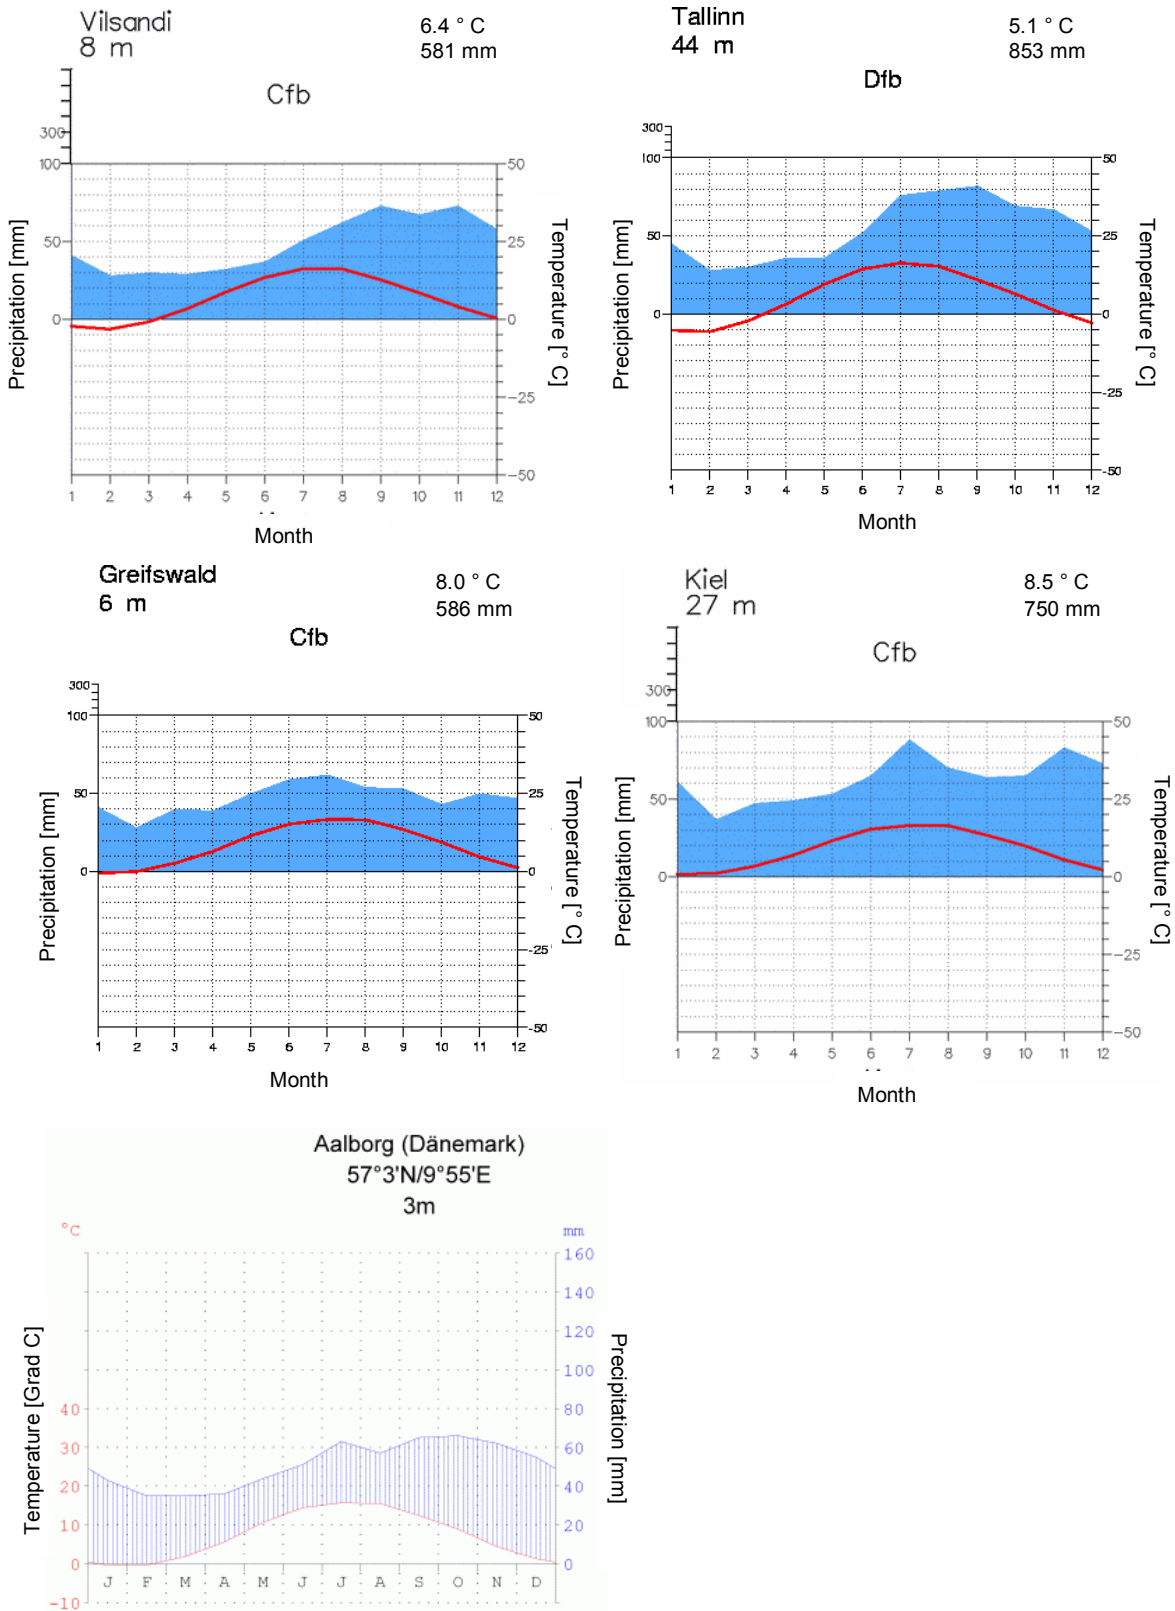 Vilsandi
8 m
6.4 ° C
581 mm
Cfb
300
100
50
0
50
25
0
−25
−50
Precipitation [mm]
Temperature [° C]
1 2 3 4 5 6 7 8 9 10 11 12
Month
Tallinn
44 m
5.1 ° C
853 mm
Dfb
300
100
50
0
50
25
0
-25
-50
Precipitation [mm]
Temperature [° C]
1 2 3 4 5 6 7 8 9 10 11 12
Month
Greifswald
6 m
8.0 ° C
586 mm
Cfb
300
100
50
0
50
25
0
-25
-50
Precipitation [mm]
Temperature [° C]
1 2 3 4 5 6 7 8 9 10 11 12
Month
Kiel
27 m
8.5 ° C
750 mm
Cfb
300
100
50
0
50
25
0
−25
−50
Precipitation [mm]
Temperature [° C]
1 2 3 4 5 6 7 8 9 10 11 12
Month
Aalborg (Dänemark)
57°3'N/9°55'E
3m
°C
mm
160
140
120
100
40 80
30 60
20 40
10 20
0 0
-10
Temperature [Grad C]
Precipitation [mm]
J F M A M J J A S O N D